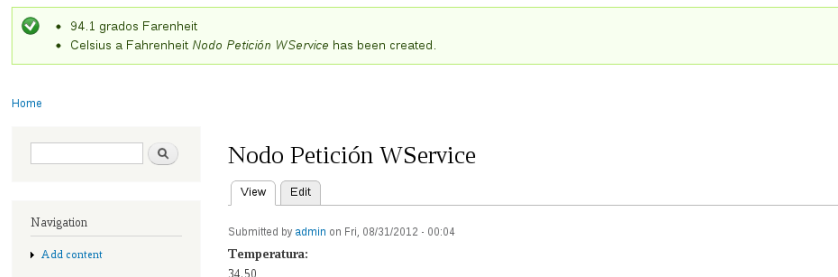 94.1 grados Farenheit
Celsius a Fahrenheit Nodo Petición WService has been created.
Home
Nodo Petición WService
View Edit
Navigation
Submitted by admin on Fri, 08/31/2012 - 00:04
Add content
Temperatura:
34.50